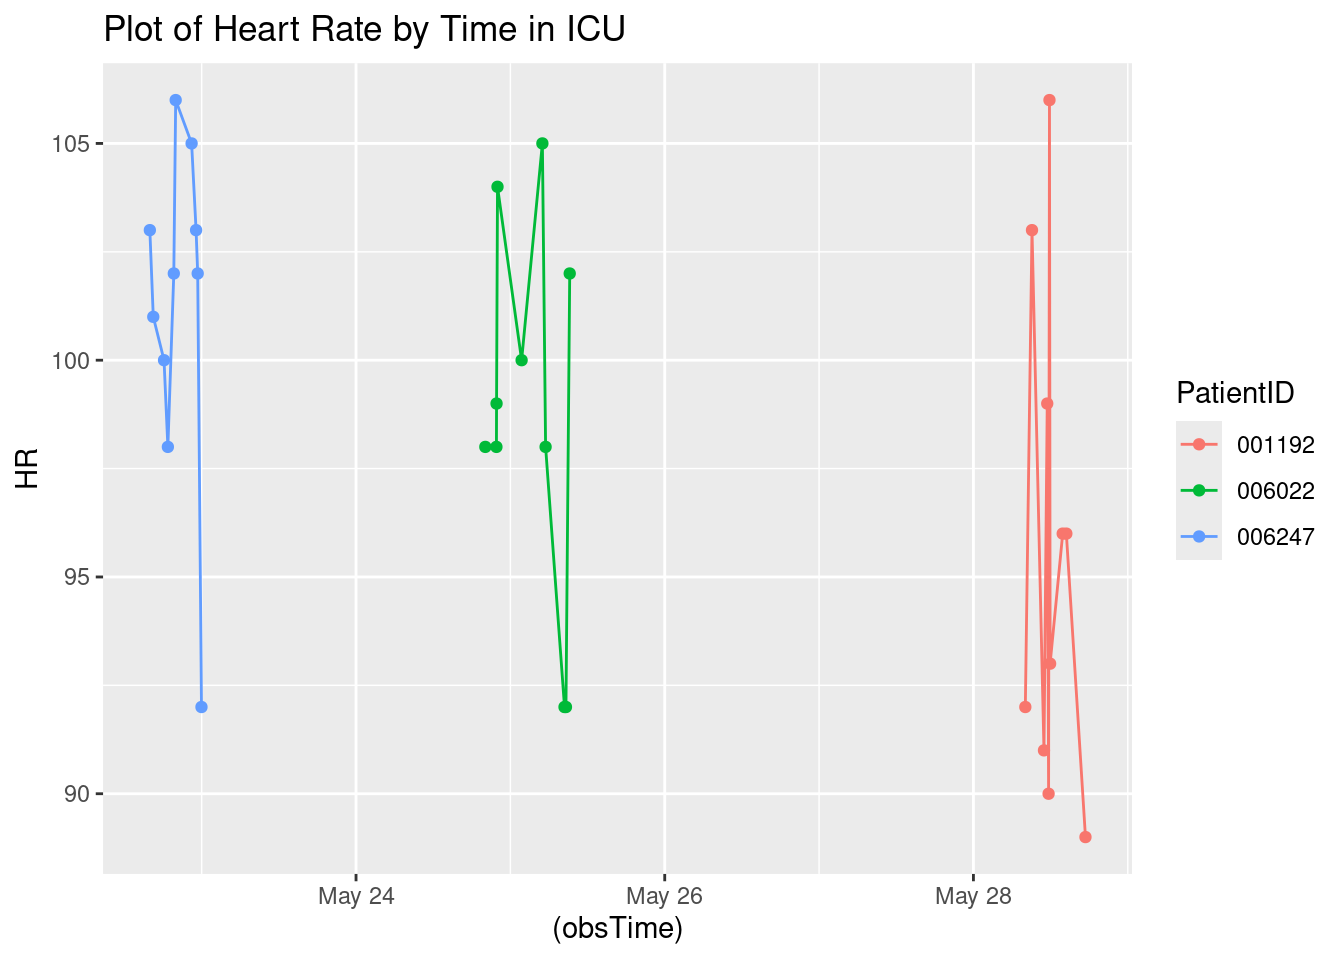 Plot of Heart Rate by Time in ICU
105
100
95
90
HR
May 24
May 26
May 28
(obsTime)
PatientID
001192
006022
006247